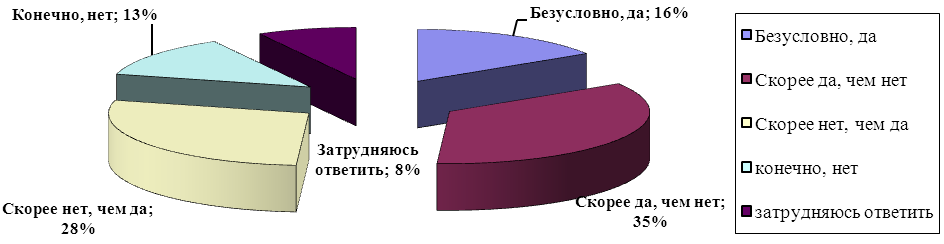 Конечно, нет; 13%
Безусловно, да; 16%
Затрудняюсь
ответить; 8%
Скорее нет, чем да;
28%
Скорее да, чем нет;
35%
Безусловно, да
Скорее да, чем нет
Скорее нет, чем да
конечно, нет
затрудняюсь ответить